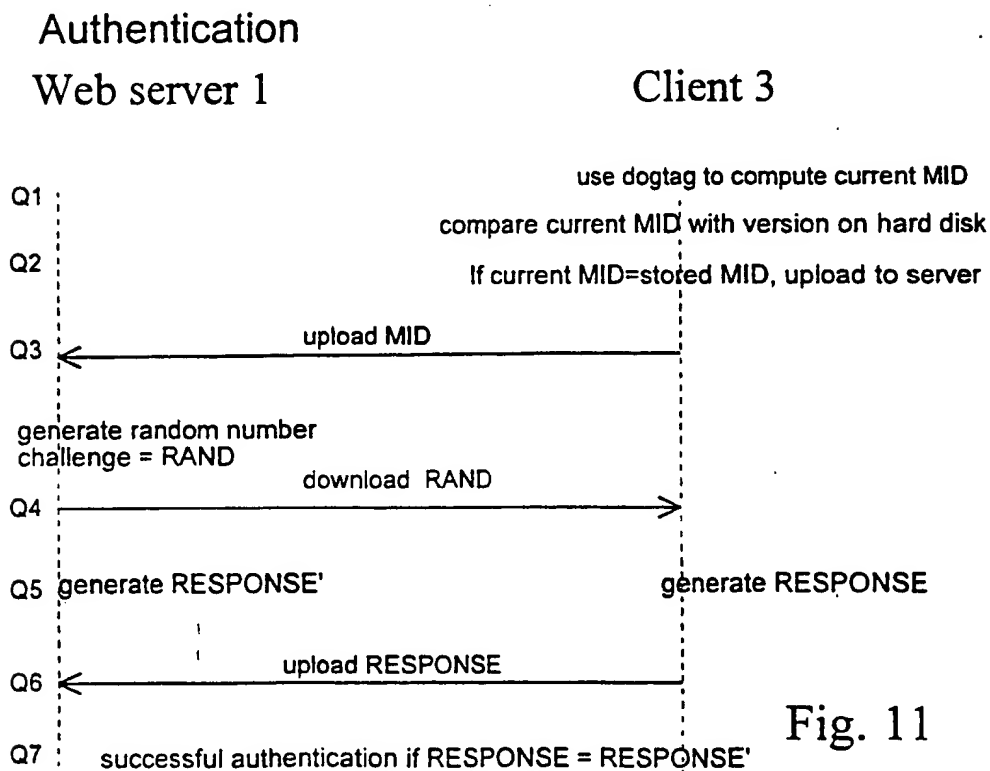 Authentication
Web server 1
Client 3
Q1
use dogtag to compute current MID
compare current MID with version on hard disk
Q2
If current MID=stored MID, upload to server
Q3
upload MID
generate random number
challenge = RAND
download RAND
Q4
Q5
generate RESPONSE'
generate RESPONSE
upload RESPONSE
Q6
Fig. 11
Q7
successful authentication if RESPONSE = RESPONSE'